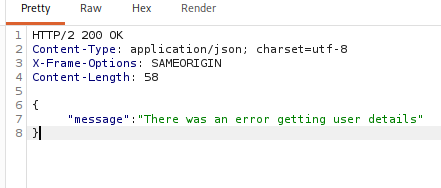 Pretty Raw Hex Render
1 HTTP/2 200 OK
2 Content-Type: application/json; charset=utf-8
3 X-Frame-Options: SAMEORIGIN
4 Content-Length: 58
5
6 {
7 "message":"There was an error getting user details"
8 }